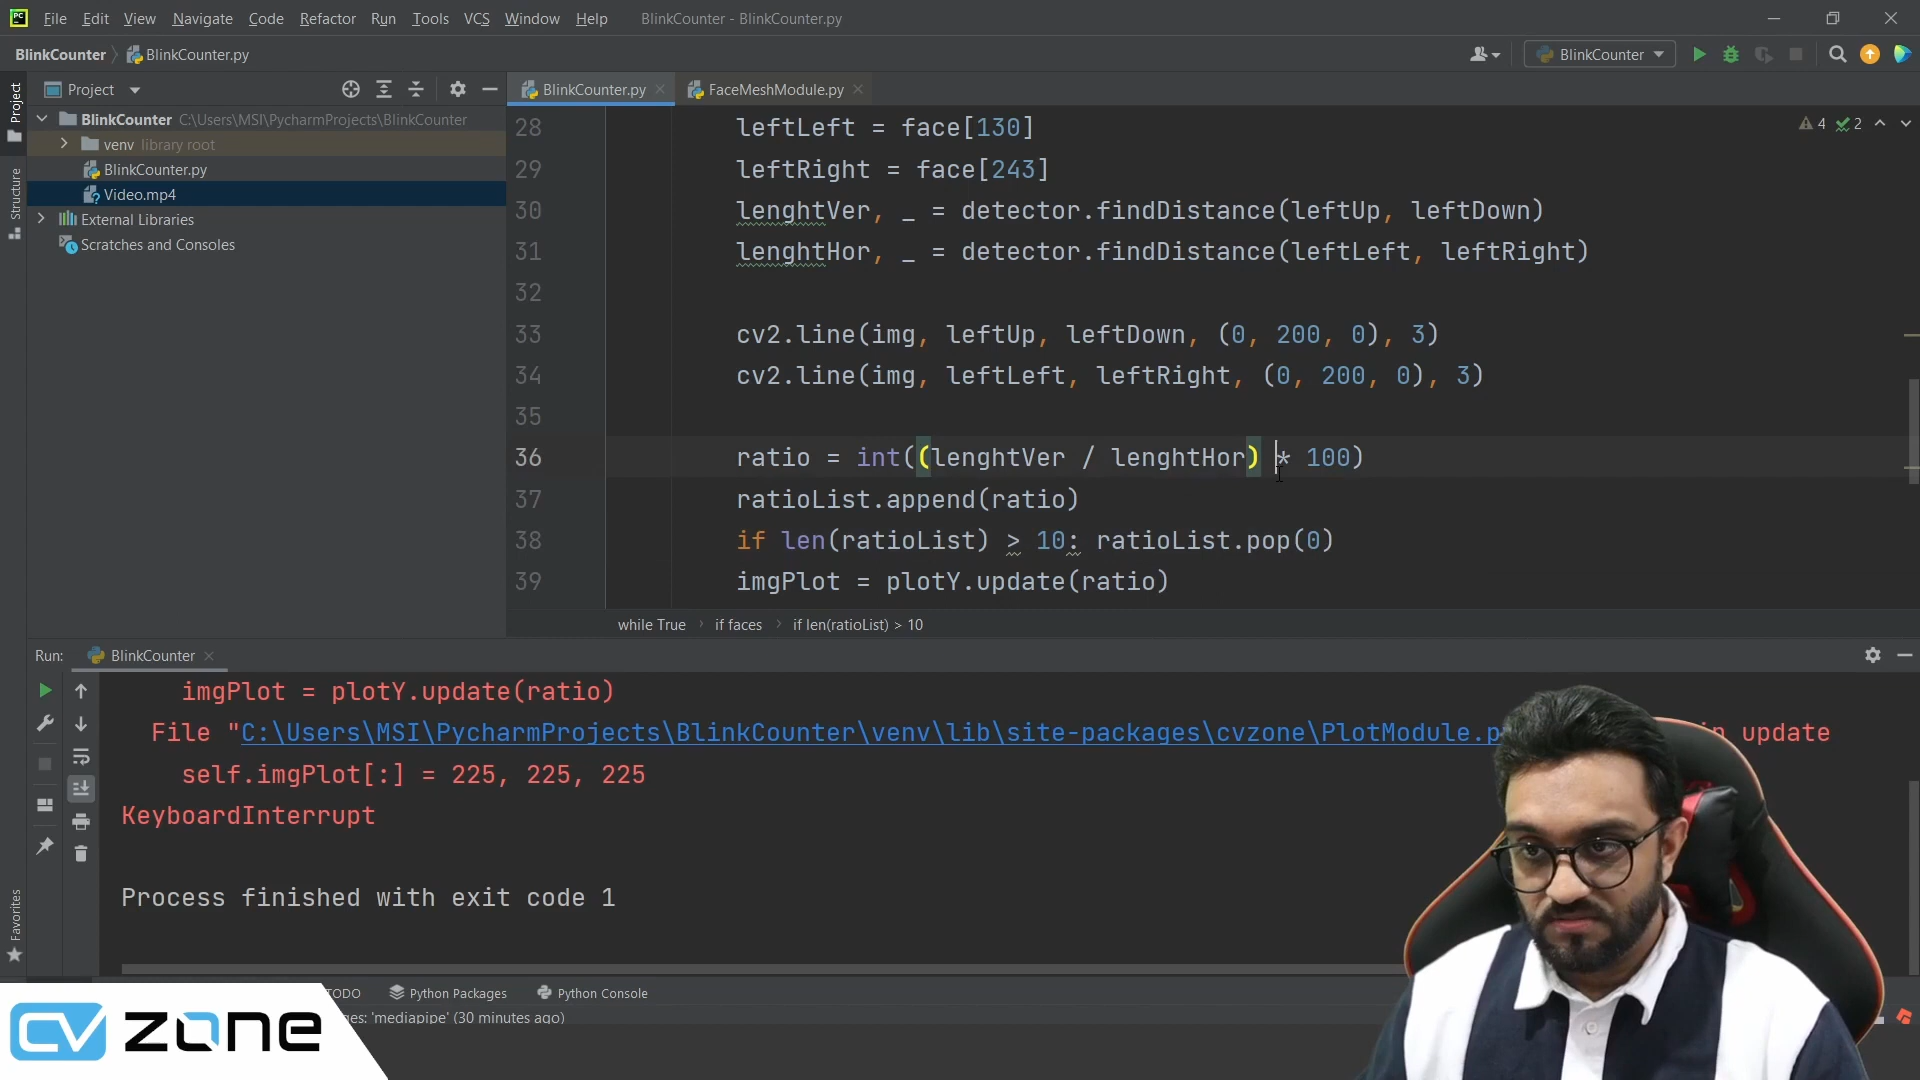 File Edit View Navigate Code Refactor Run Tools VCS Window Help BlinkCounter - BlinkCounter.py
BlinkCounter BlinkCounter.py BlinkCounter
Project BlinkCounter.py FaceMeshModule.py
Project
Structure
Favorites
BlinkCounter C:\Users\MSI\PycharmProjects\BlinkCounter
venv library root
BlinkCounter.py
Video.mp4
External Libraries
Scratches and Consoles
4 2
28 leftLeft = face[130]
29 leftRight = face[243]
30 lenghtVer, _ = detector.findDistance(leftUp, leftDown)
31 lenghtHor, _ = detector.findDistance(leftLeft, leftRight)
32
33 cv2.line(img, leftUp, leftDown, (0, 200, 0), 3)
34 cv2.line(img, leftLeft, leftRight, (0, 200, 0), 3)
35
36 ratio = int((lenghtVer / lenghtHor) * 100)
37 ratioList.append(ratio)
38 if len(ratioList) > 10: ratioList.pop(0)
39 imgPlot = plotY.update(ratio)
while True if faces if len(ratioList) > 10
Run: BlinkCounter
imgPlot = plotY.update(ratio)
File "C:\Users\MSI\PycharmProjects\BlinkCounter\venv\lib\site-packages\cvzone\PlotModule.p update
self.imgPlot[:] = 225, 225, 225
KeyboardInterrupt
Process finished with exit code 1
TODO Python Packages Python Console
'mediapipe' (30 minutes ago)
CV zone